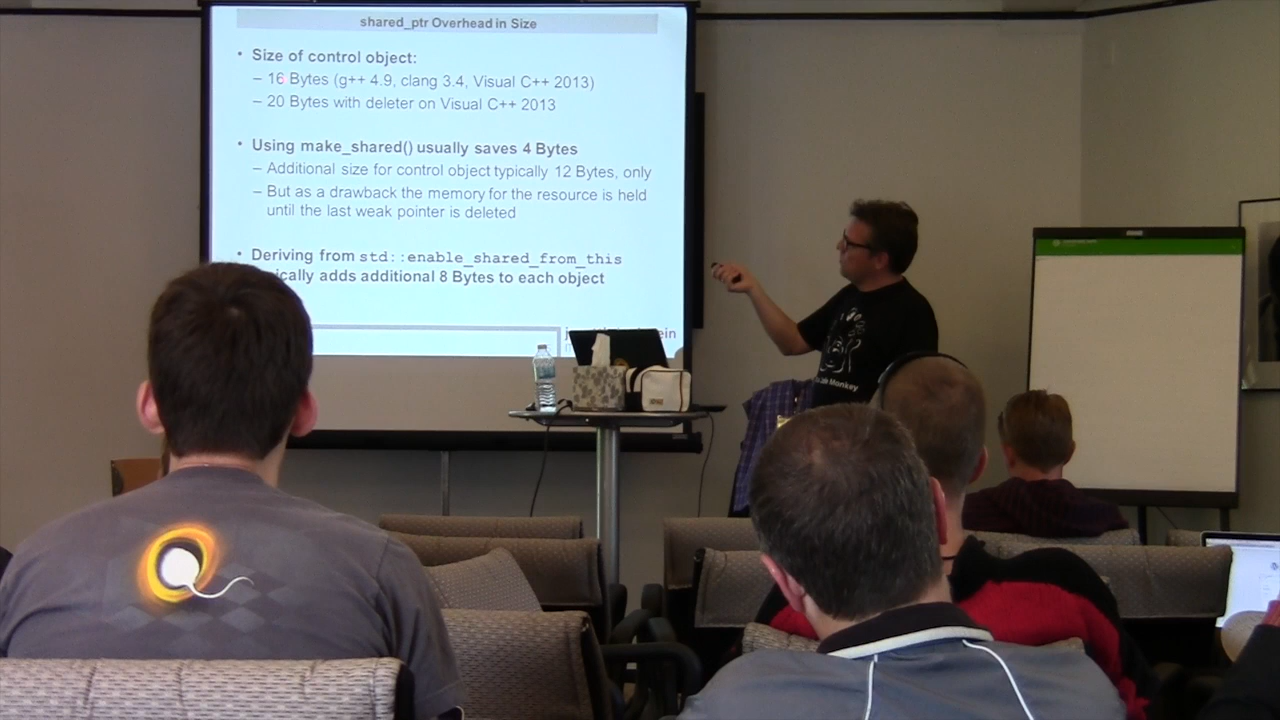 shared_ptr Overhead in Size
• Size of control object:
– 16 Bytes (g++ 4.9, clang 3.4, Visual C++ 2013)
– 20 Bytes with deleter on Visual C++ 2013
• Using make_shared() usually saves 4 Bytes
– Additional size for control object typically 12 Bytes, only
– But as a drawback the memory for the resource is held
until the last weak pointer is deleted
• Deriving from std::enable_shared_from_this
adds additional 8 Bytes to each object
Monkey